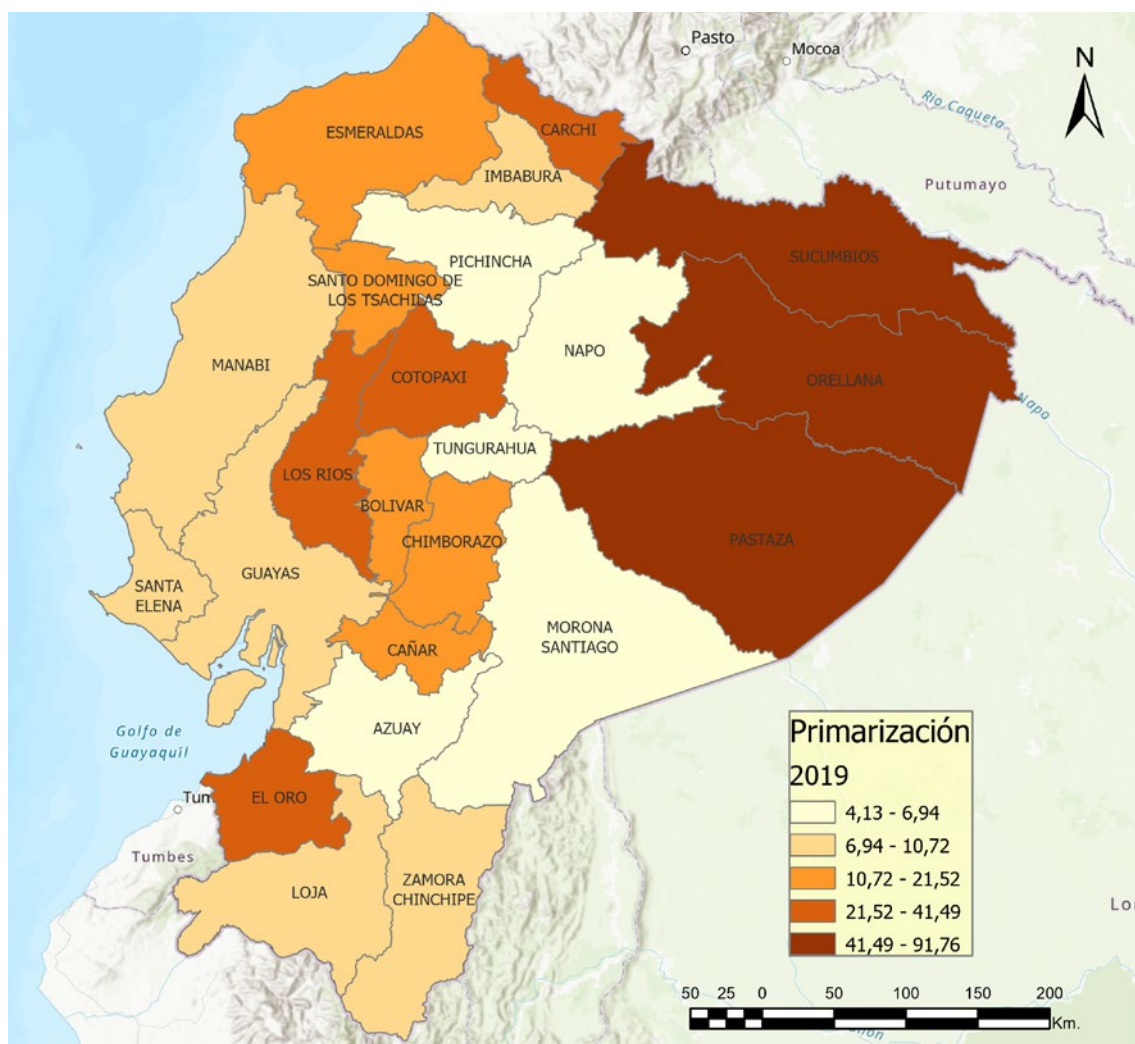 Pasto
Mocoa
N
Rio Caqueta
Putumayo
ESMERALDAS
CARCHI
IMBABURA
PICHINCHA
SUCUMBIOS
SANTO DOMINGO DE
LOS TSACHILAS
NAPO
MANABI
COTOPAXI
ORELLANA
Napo
TUNGURAHUA
LOS RIOS
BOLIVAR
CHIMBORAZO
PASTAZA
GUAYAS
SANTA
ELENA
MORONA
SANTIAGO
CAÑAR
AZUAY
Golfo de
Guayaquil
EL ORO
Tumbes
LOJA
ZAMORA
CHINCHIPE
Primarización
2019
4,13 - 6,94
6,94 - 10,72
10,72 - 21,52
21,52 - 41,49
41,49 - 91,76
50 25 0 50 100 150 200
Km.